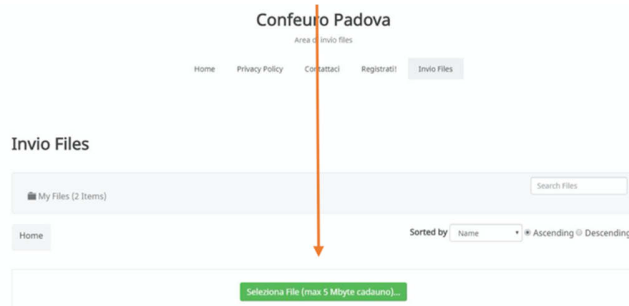 Confeuro Padova
Area di invio files
Home Privacy Policy Contattaci Registrati! Invio Files
Invio Files
My Files (2 Items)
Search Files
Home
Sorted by Name Ascending Descending
Seleziona File (max 5 Mbyte cadauno)...